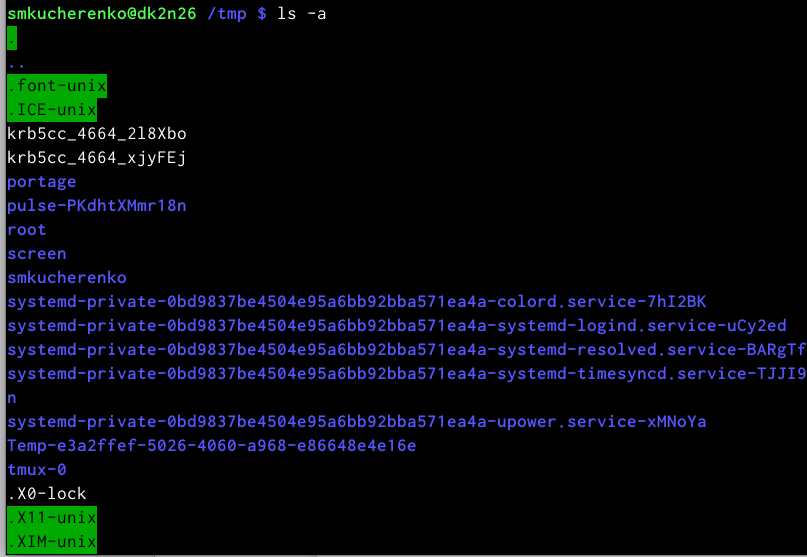 smkucherenko@dk2n26 /tmp $ ls -a
.
..
.font-unix
.ICE-unix
krb5cc_4664_2l8Xbo
krb5cc_4664_xjyFEj
portage
pulse-PKdhtXMmr18n
root
screen
smkucherenko
systemd-private-0bd9837be4504e95a6bb92bba571ea4a-colord.service-7hI2BK
systemd-private-0bd9837be4504e95a6bb92bba571ea4a-systemd-logind.service-uCy2ed
systemd-private-0bd9837be4504e95a6bb92bba571ea4a-systemd-resolved.service-BARgTf
systemd-private-0bd9837be4504e95a6bb92bba571ea4a-systemd-timesyncd.service-TJJI9
n
systemd-private-0bd9837be4504e95a6bb92bba571ea4a-upower.service-xMNoYa
Temp-e3a2ffef-5026-4060-a968-e86648e4e16e
tmux-0
.X0-lock
.X11-unix
.XIM-unix